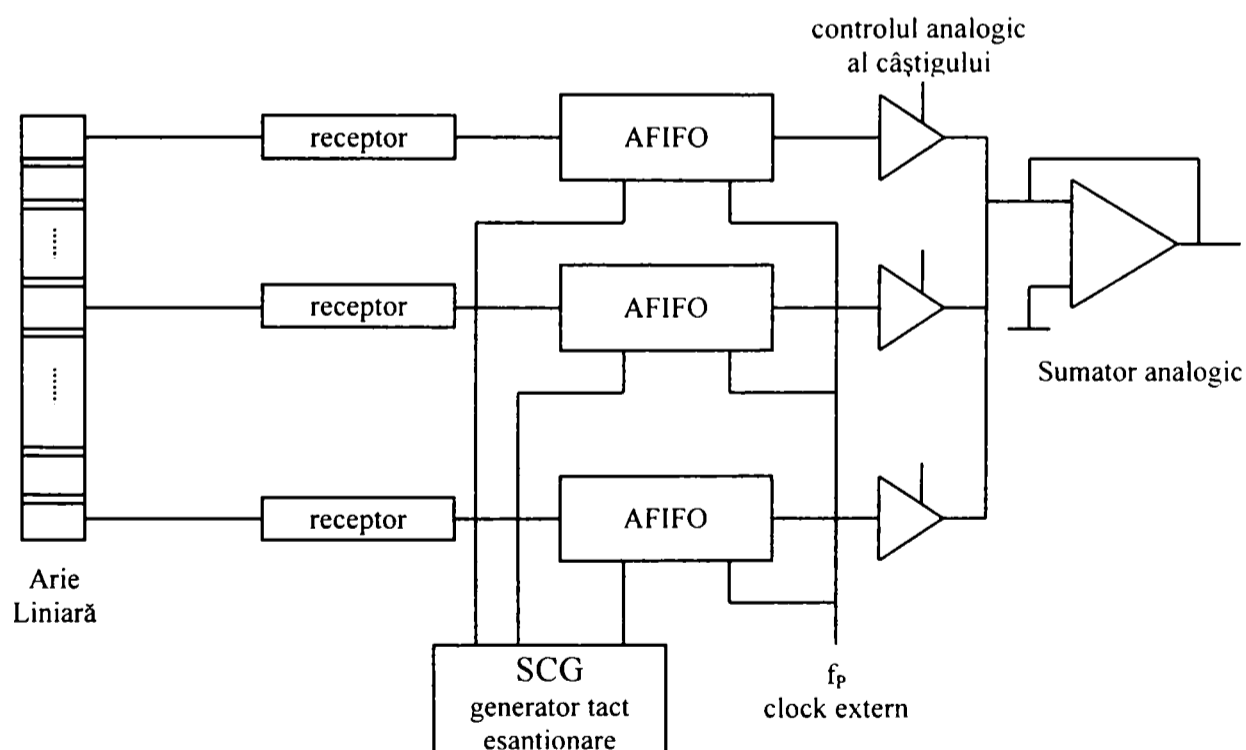 controlul analogic
al câştigului
receptor
AFIFO
receptor
AFIFO
Sumator analogic
receptor
AFIFO
Arie
Liniară
SCG
generator tact
esantionare
fP
clock extern